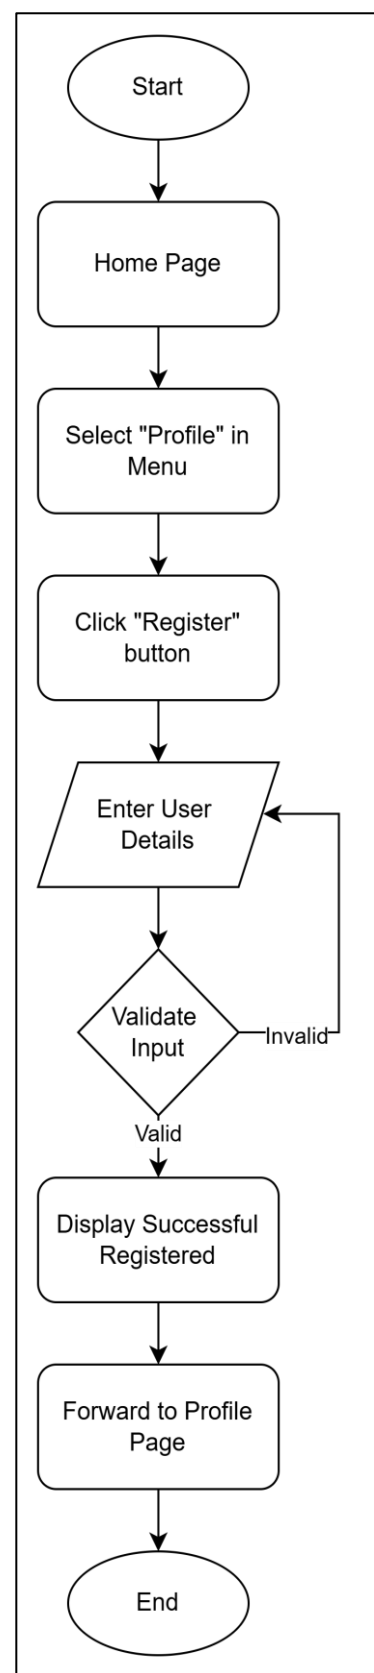 Start
Home Page
Select "Profile" in
Menu
Click "Register"
button
Enter User
Details
Validate
Input
Invalid
Valid
Display Successful
Registered
Forward to Profile
Page
End